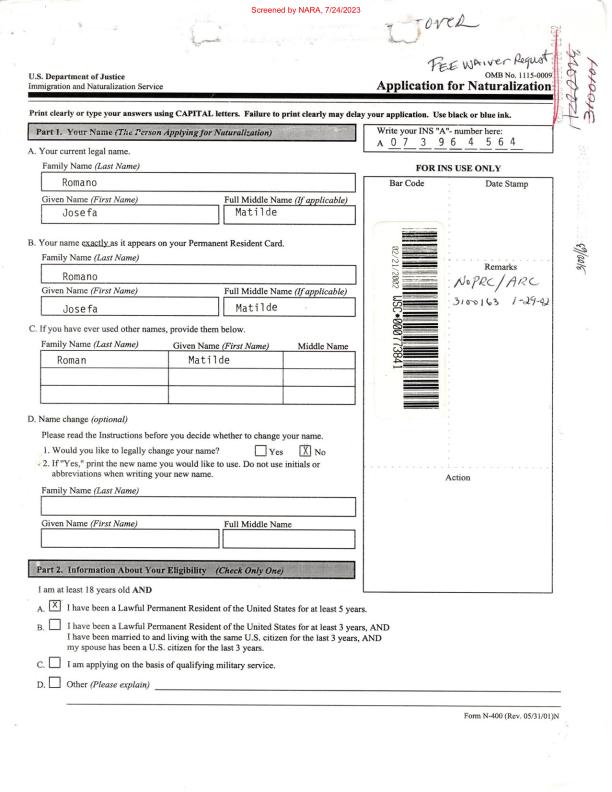 Screened by NARA, 7/24/2023
OVER
FEE WAIVER Request
U.S. Department of Justice
Immigration and Naturalization Service
OMB No. 1115-0009
Application for Naturalization
Print clearly or type your answers using CAPITAL letters. Failure to print clearly may delay your application. Use black or blue ink.
Part 1. Your Name (The Person Applying for Naturalization)
Write your INS "A"- number here:
A 0 7 3 9 6 4 5 6 4
A. Your current legal name.
Family Name (Last Name)
Romano
Given Name (First Name) Full Middle Name (If applicable)
Josefa Matilde
B. Your name exactly as it appears on your Permanent Resident Card.
Family Name (Last Name)
Romano
Given Name (First Name) Full Middle Name (If applicable)
Josefa Matilde
C. If you have ever used other names, provide them below.
Family Name (Last Name) Given Name (First Name) Middle Name
Roman Matilde
D. Name change (optional)
Please read the Instructions before you decide whether to change your name.
1. Would you like to legally change your name? Yes X No
2. If "Yes," print the new name you would like to use. Do not use initials or
abbreviations when writing your new name.
Family Name (Last Name)
Given Name (First Name) Full Middle Name
FOR INS USE ONLY
Bar Code Date Stamp
02/21/2002 WSC*000773841
Remarks
No PRC/ARC
3100163 1-29-02
Action
Part 2. Information About Your Eligibility (Check Only One)
I am at least 18 years old AND
A. X I have been a Lawful Permanent Resident of the United States for at least 5 years.
B. I have been a Lawful Permanent Resident of the United States for at least 3 years, AND
I have been married to and living with the same U.S. citizen for the last 3 years, AND
my spouse has been a U.S. citizen for the last 3 years.
C. I am applying on the basis of qualifying military service.
D. Other (Please explain)
Form N-400 (Rev. 05/31/01)N